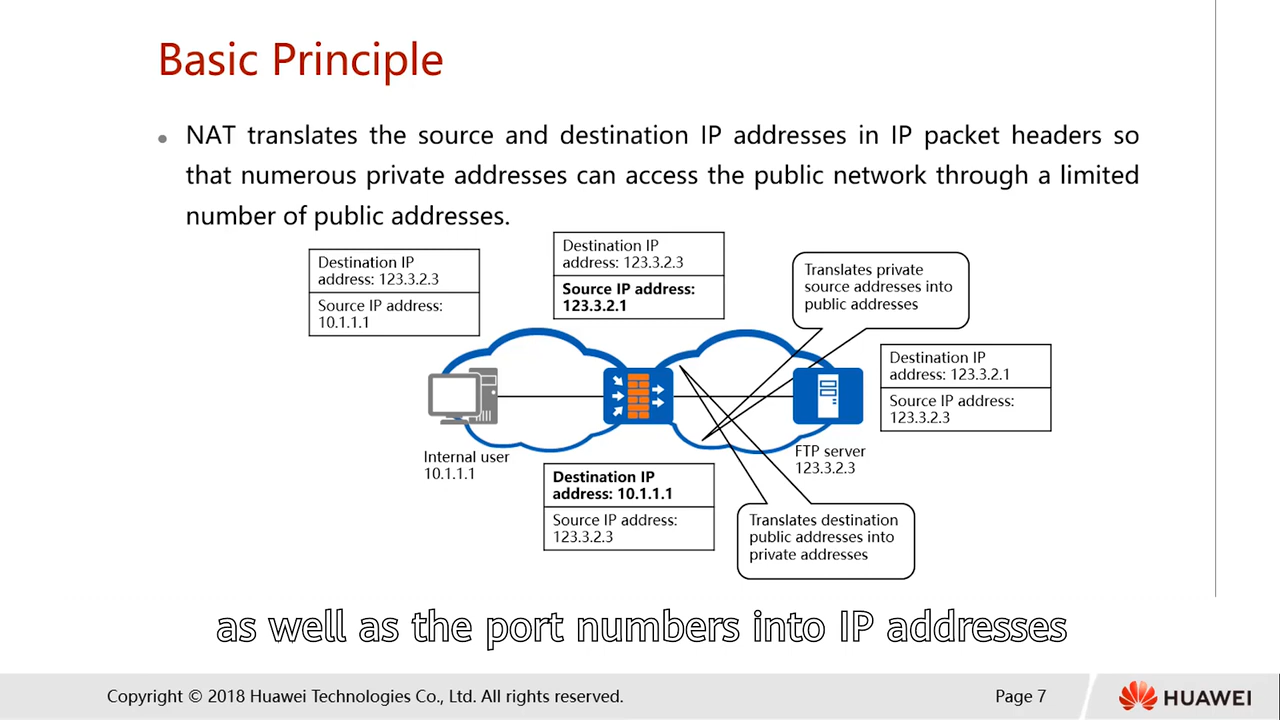 Basic Principle
NAT translates the source and destination IP addresses in IP packet headers so
that numerous private addresses can access the public network through a limited
number of public addresses.
Destination IP
address: 123.3.2.3
Source IP address:
10.1.1.1
Destination IP
address: 123.3.2.3
Source IP address:
123.3.2.1
Translates private
source addresses into
public addresses
Destination IP
address: 123.3.2.1
Source IP address:
123.3.2.3
Internal user
10.1.1.1
FTP server
123.3.2.3
Destination IP
address: 10.1.1.1
Source IP address:
123.3.2.3
Translates destination
public addresses into
private addresses
as well as the port numbers into IP addresses
Copyright © 2018 Huawei Technologies Co., Ltd. All rights reserved.
Page 7
HUAWEI